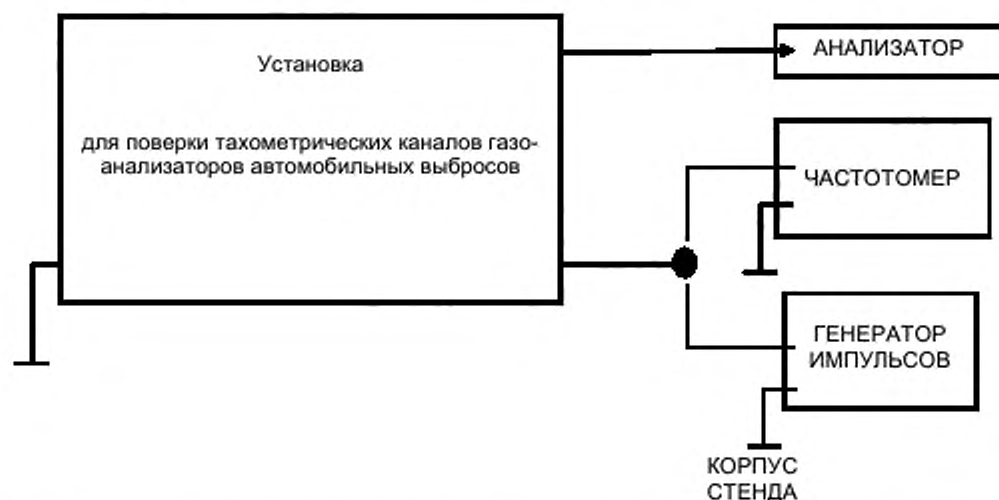 Установка
для поверки тахометрических каналов газо-
анализаторов автомобильных выбросов
АНАЛИЗАТОР
ЧАСТОТОМЕР
ГЕНЕРАТОР
ИМПУЛЬСОВ
КОРПУС
СТЕНДА